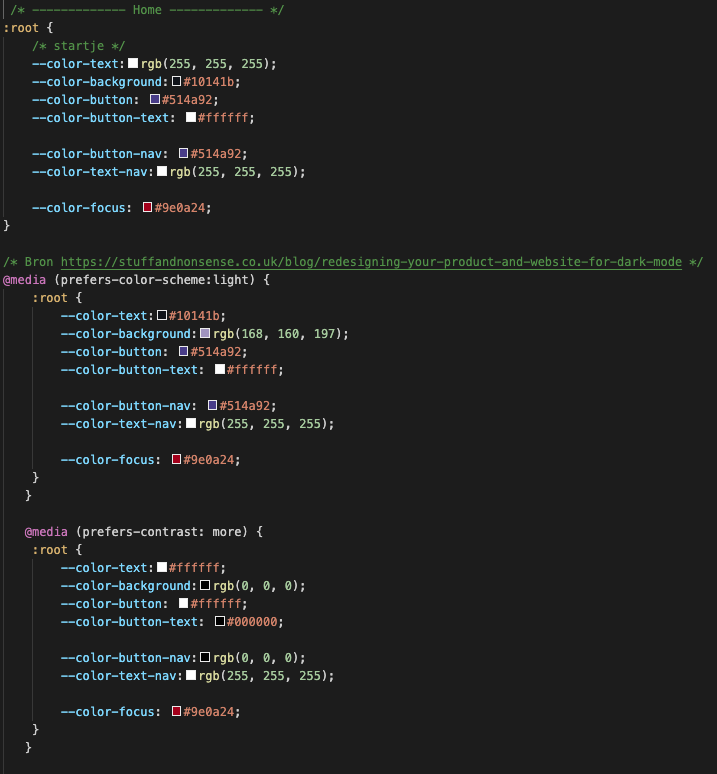 /* ------------- Home ------------- */
:root {
/* startje */
--color-text: rgb(255, 255, 255);
--color-background: #10141b;
--color-button: #514a92;
--color-button-text: #ffffff;
--color-button-nav: #514a92;
--color-text-nav: rgb(255, 255, 255);
--color-focus: #9e0a24;
}
/* Bron https://stuffandnonsense.co.uk/blog/redesigning-your-product-and-website-for-dark-mode */
@media (prefers-color-scheme:light) {
:root {
--color-text: #10141b;
--color-background: rgb(168, 160, 197);
--color-button: #514a92;
--color-button-text: #ffffff;
--color-button-nav: #514a92;
--color-text-nav: rgb(255, 255, 255);
--color-focus: #9e0a24;
}
}
@media (prefers-contrast: more) {
:root {
--color-text: #ffffff;
--color-background: rgb(0, 0, 0);
--color-button: #ffffff;
--color-button-text: #000000;
--color-button-nav: rgb(0, 0, 0);
--color-text-nav: rgb(255, 255, 255);
--color-focus: #9e0a24;
}
}